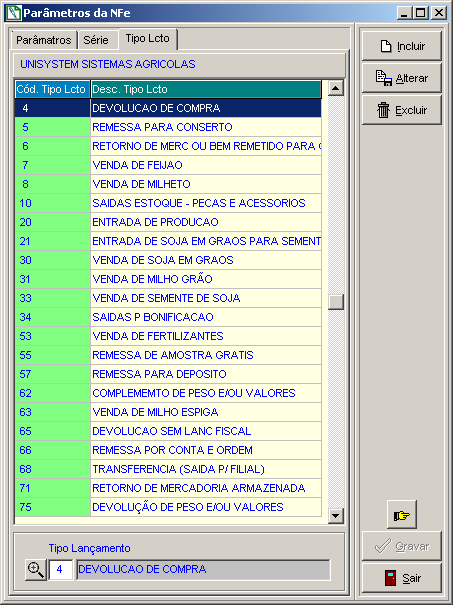 Parâmetros da NFe
Parâmatros Série Tipo Lcto
UNISYSTEM SISTEMAS AGRICOLAS
Cód. Tipo Lcto Desc. Tipo Lcto
4 DEVOLUCAO DE COMPRA
5 REMESSA PARA CONSERTO
6 RETORNO DE MERC OU BEM REMETIDO PARA C
7 VENDA DE FEIJAO
8 VENDA DE MILHETO
10 SAIDAS ESTOQUE - PECAS E ACESSORIOS
20 ENTRADA DE PRODUCAO
21 ENTRADA DE SOJA EM GRAOS PARA SEMENT
30 VENDA DE SOJA EM GRAOS
31 VENDA DE MILHO GRÃO
33 VENDA DE SEMENTE DE SOJA
34 SAIDAS P BONIFICACAO
53 VENDA DE FERTILIZANTES
55 REMESSA DE AMOSTRA GRATIS
57 REMESSA PARA DEPOSITO
62 COMPLEMEMTO DE PESO E/OU VALORES
63 VENDA DE MILHO ESPIGA
65 DEVOLUCAO SEM LANC FISCAL
66 REMESSA POR CONTA E ORDEM
68 TRANSFERENCIA (SAIDA P/ FILIAL)
71 RETORNO DE MERCADORIA ARMAZENADA
75 DEVOLUÇÃO DE PESO E/OU VALORES
Tipo Lançamento
4 DEVOLUCAO DE COMPRA
Incluir
Alterar
Excluir
Gravar
Sair